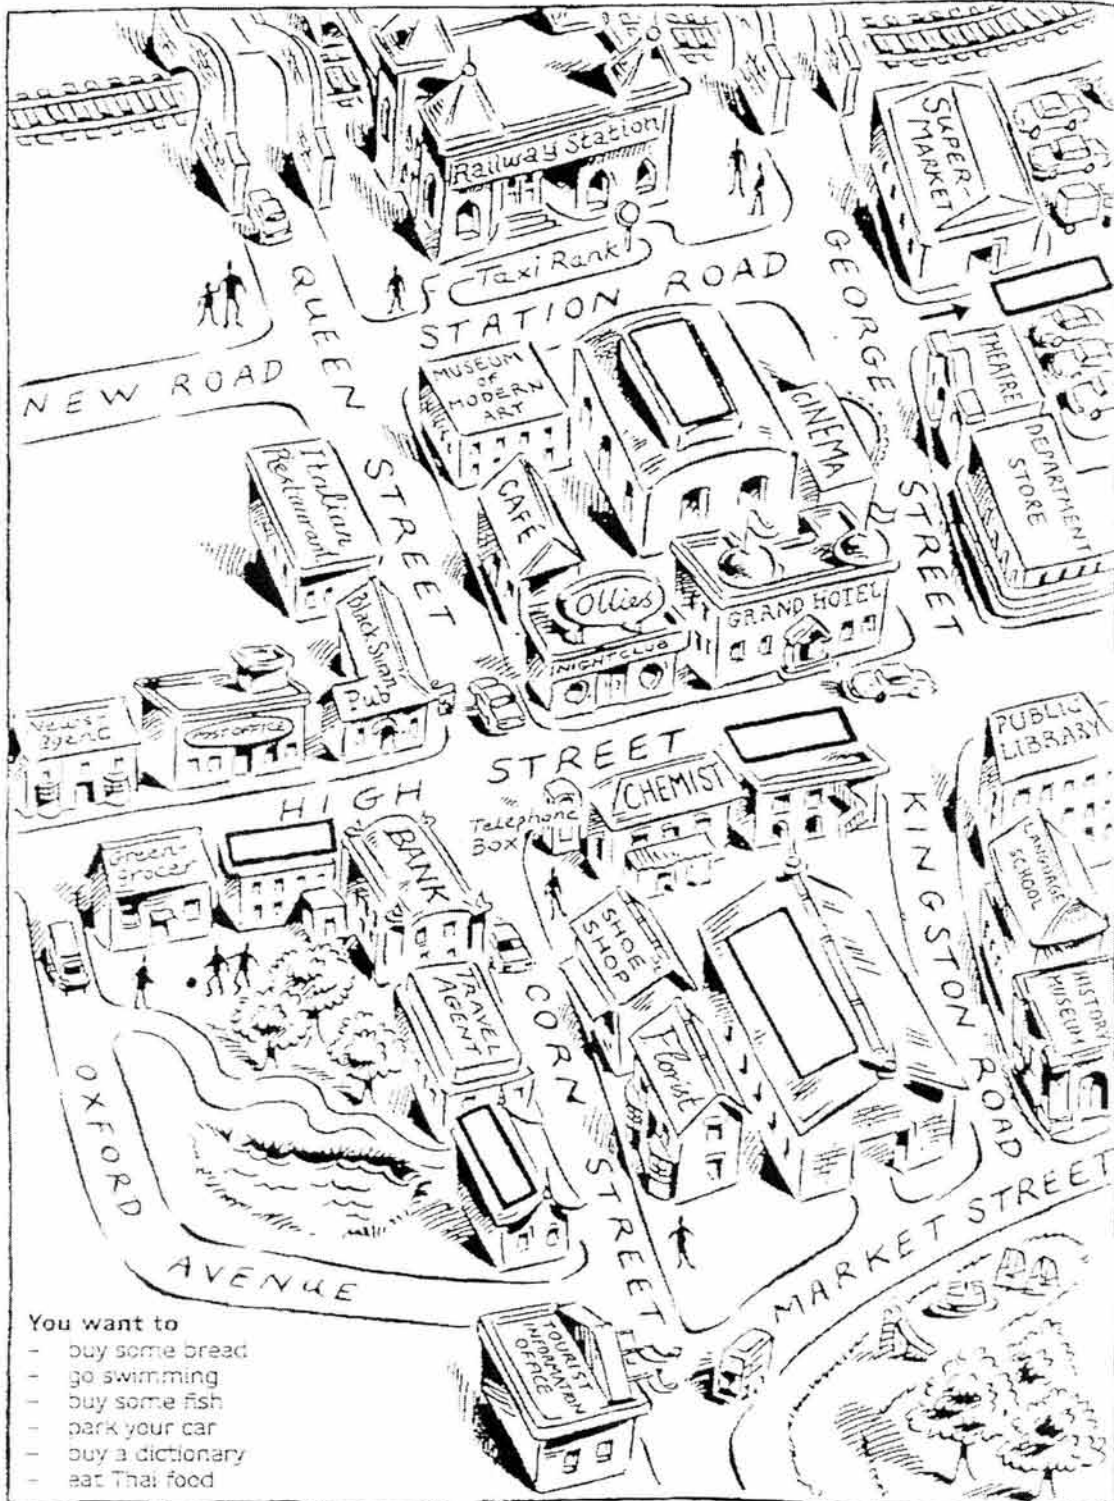 Railway Station
SUPER-
MARKET
Taxi Rank
STATION ROAD
QUEEN
STREET
GEORGE
STREET
NEW ROAD
MUSEUM
OF
MODERN
ART
CINEMA
THEATRE
DEPARTMENT
STORE
Italian
Restaurant
CAFÉ
Ollies
NIGHTCLUB
GRAND HOTEL
Black Swan
Pub
POST OFFICE
PUBLIC
LIBRARY
HIGH
STREET
Telephone
Box
CHEMIST
Green-
Grocer
BANK
SHOE
SHOP
KINGSTON
ROAD
LANGUAGE
SCHOOL
HISTORY
MUSEUM
TRAVEL
AGENT
CORN
STREET
Florist
OXFORD
AVENUE
MARKET STREET
TOURIST
INFORMATION
OFFICE
You want to
- buy some bread
- go swimming
- buy some fish
- park your car
- buy a dictionary
- eat Thai food